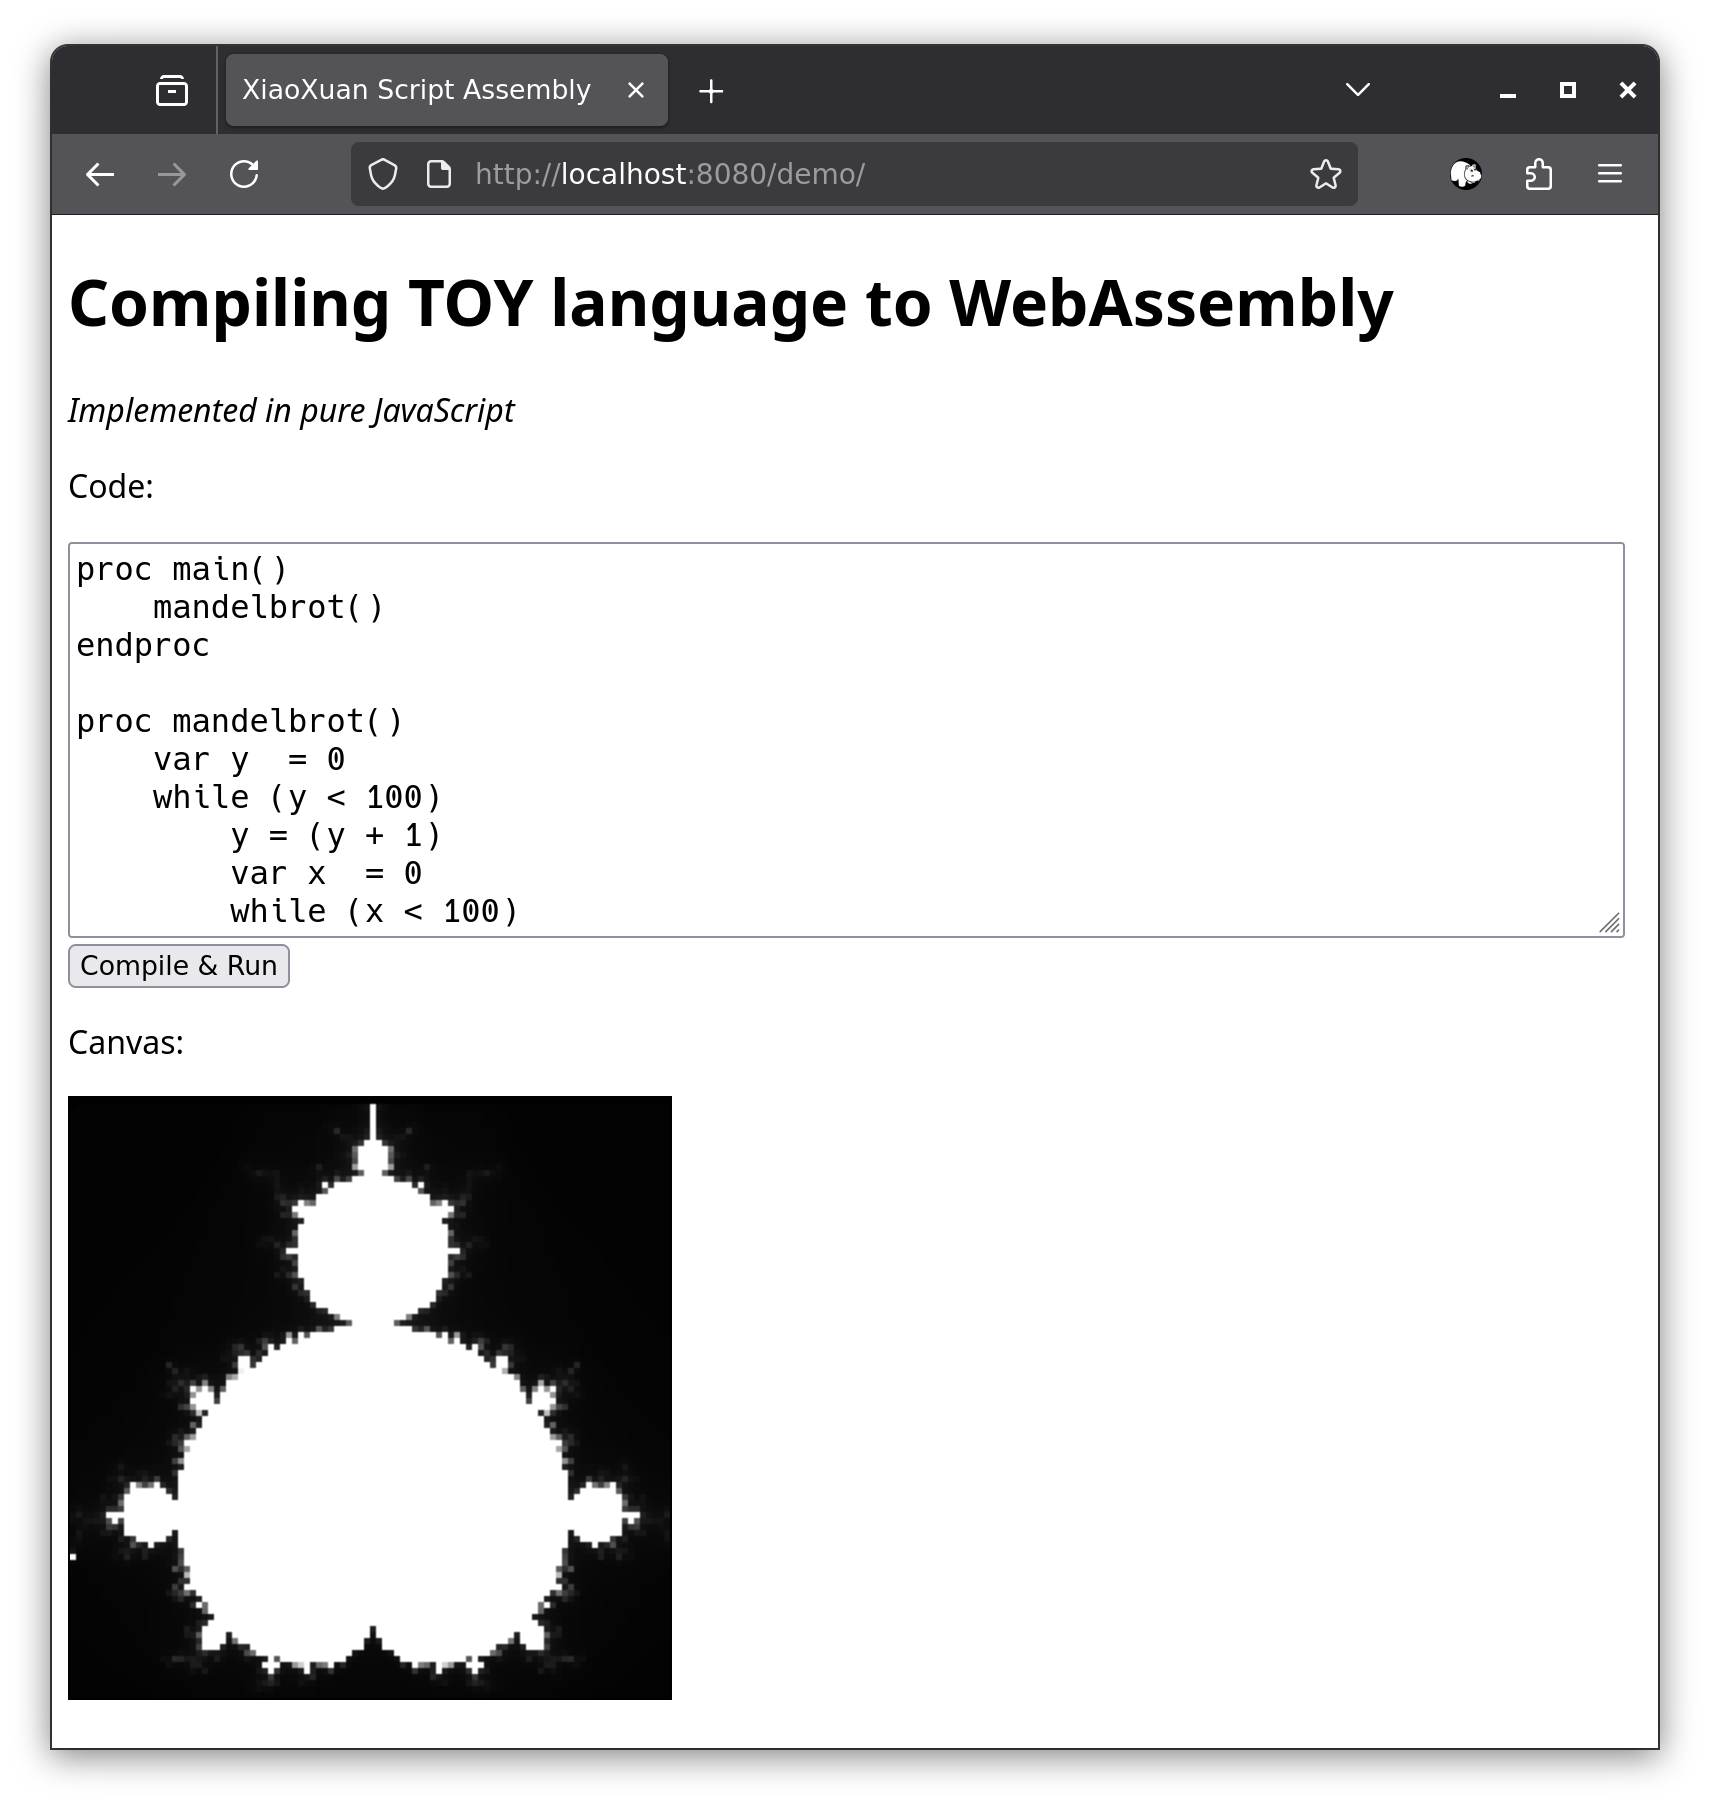 XiaoXuan Script Assembly
http://localhost:8080/demo/
Compiling TOY language to WebAssembly
Implemented in pure JavaScript
Code:
proc main()
    mandelbrot()
endproc

proc mandelbrot()
    var y  = 0
    while (y < 100)
        y = (y + 1)
        var x  = 0
        while (x < 100)
Compile & Run
Canvas: